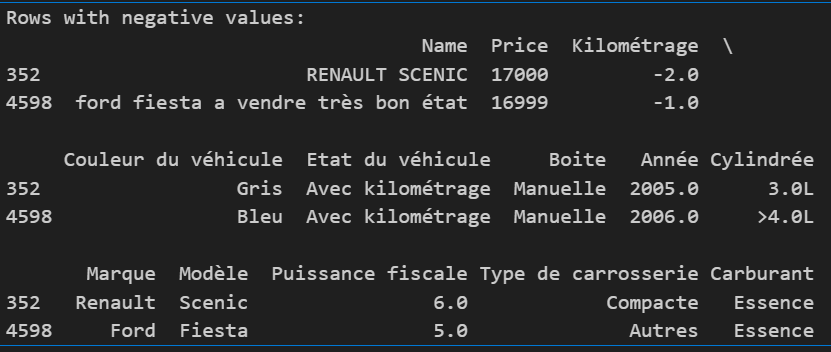 Rows with negative values:
Name Price Kilométrage \
352 RENAULT SCENIC 17000 -2.0
4598 ford fiesta a vendre très bon état 16999 -1.0
Couleur du véhicule Etat du véhicule Boite Année Cylindrée
352 Gris Avec kilométrage Manuelle 2005.0 3.0L
4598 Bleu Avec kilométrage Manuelle 2006.0 >4.0L
Marque Modèle Puissance fiscale Type de carrosserie Carburant
352 Renault Scenic 6.0 Compacte Essence
4598 Ford Fiesta 5.0 Autres Essence